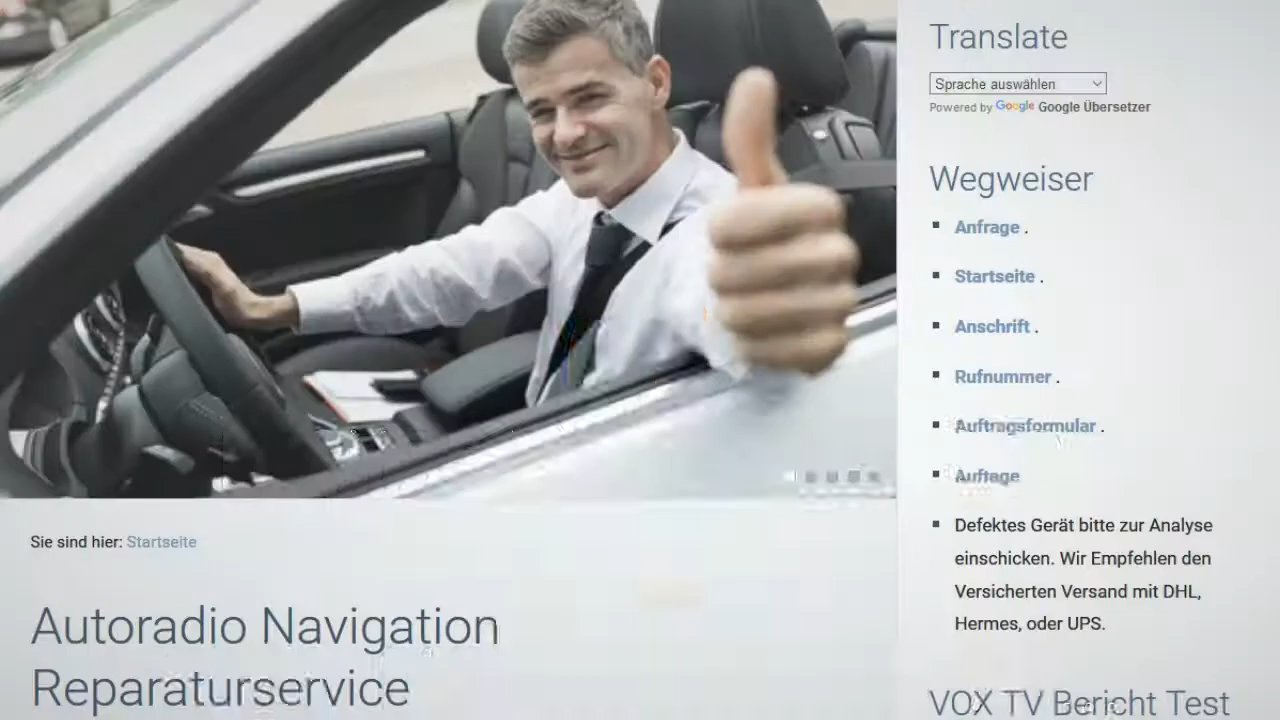 Translate
Sprache auswählen
Powered by Google Google Übersetzer
Wegweiser
Anfrage .
Startseite .
Anschrift .
Rufnummer .
Auftragsformular .
Auftage
Defektes Gerät bitte zur Analyse
einschicken. Wir Empfehlen den
Versicherten Versand mit DHL,
Hermes, oder UPS.
VOX TV Bericht Test
Sie sind hier: Startseite
Autoradio Navigation
Reparaturservice